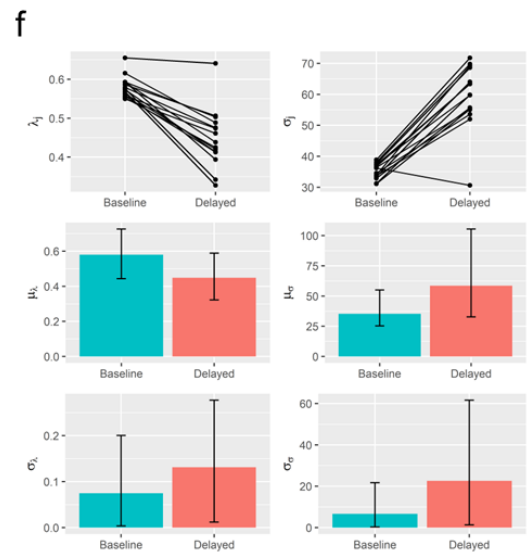 f
λj
0.6
0.5
0.4
Baseline Delayed
σj
70
60
50
40
30
Baseline Delayed
μλ
0.6
0.4
0.2
0.0
Baseline Delayed
μσ
100
75
50
25
0
Baseline Delayed
σλ
0.2
0.1
0.0
Baseline Delayed
σσ
60
40
20
0
Baseline Delayed